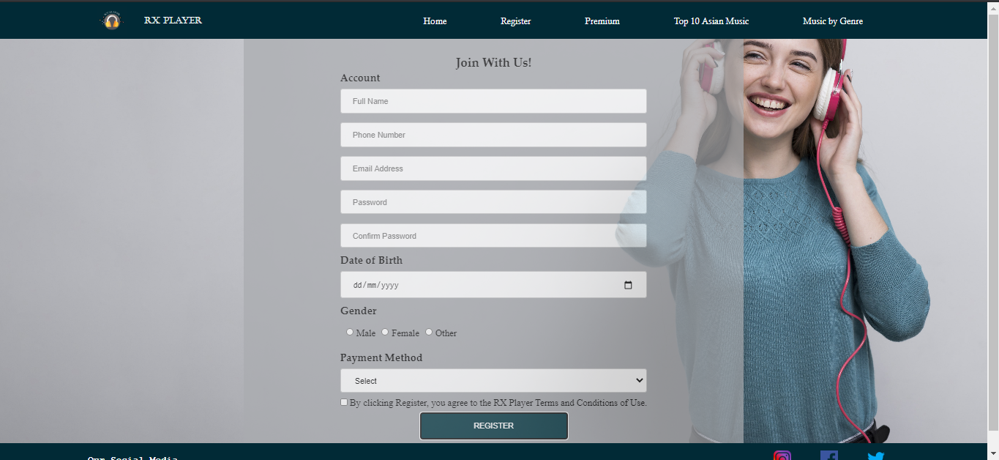 RX PLAYER
Home Register Premium Top 10 Asian Music Music by Genre
Join With Us!
Account
Full Name
Phone Number
Email Address
Password
Confirm Password
Date of Birth
dd/mm/yyyy
Gender
Male Female Other
Payment Method
Select
By clicking Register, you agree to the RX Player Terms and Conditions of Use.
REGISTER
Our Social Media